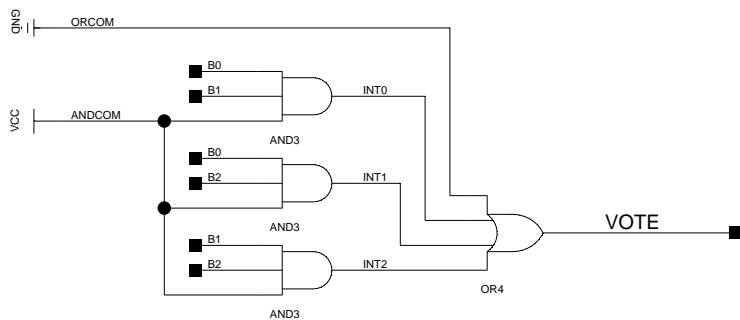 GND
ORCOM
B0
B1
INT0
VCC
ANDCOM
AND3
B0
B2
INT1
AND3
VOTE
B1
B2
INT2
OR4
AND3